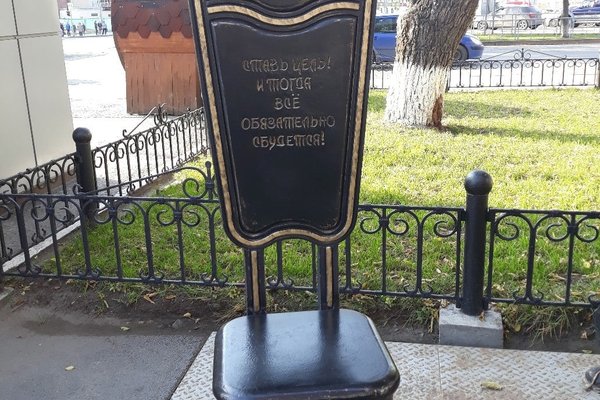 СТАВЬ ЦЕЛЬ!
И ТОГДА
ВСЁ
ОБЯЗАТЕЛЬНО
СБУДЕТСЯ!